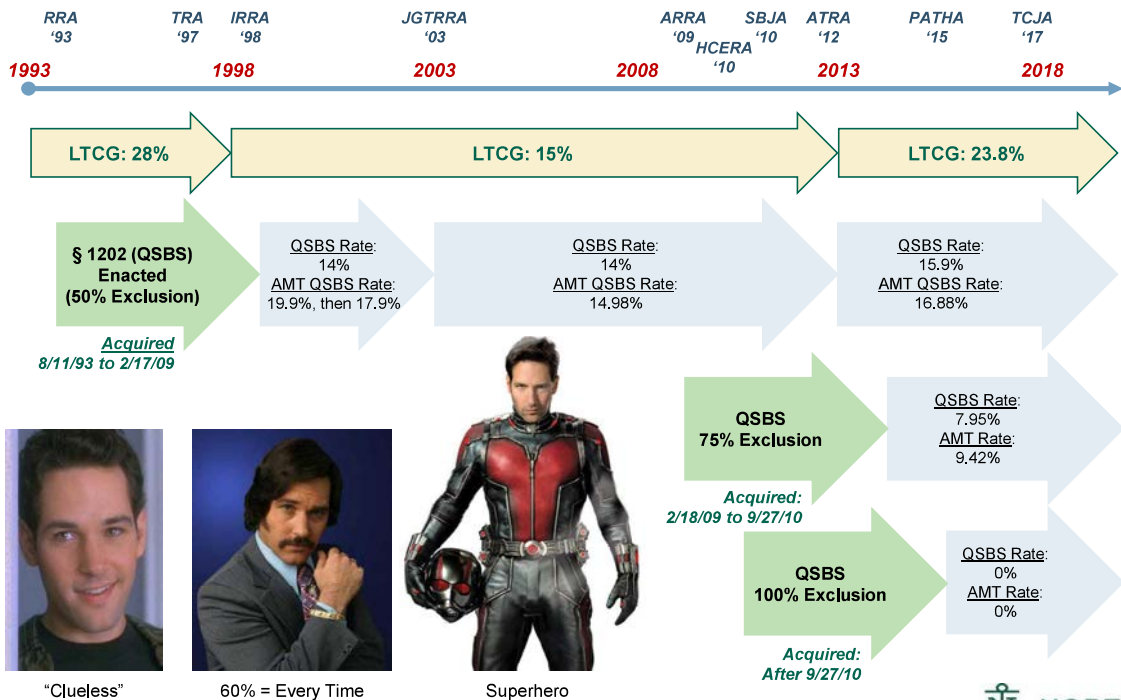 RRA
‘93
TRA
‘97
IRRA
‘98
JGTRRA
‘03
ARRA
‘09
HCERA
‘10
SBJA
‘10
ATRA
‘12
PATHA
‘15
TCJA
‘17
1993
1998
2003
2008
2013
2018
LTCG: 28%
LTCG: 15%
LTCG: 23.8%
§ 1202 (QSBS)
Enacted
(50% Exclusion)
QSBS Rate:
14%
AMT QSBS Rate:
19.9%, then 17.9%
QSBS Rate:
14%
AMT QSBS Rate:
14.98%
QSBS Rate:
15.9%
AMT QSBS Rate:
16.88%
Acquired
8/11/93 to 2/17/09
QSBS
75% Exclusion
QSBS Rate:
7.95%
AMT Rate:
9.42%
Acquired:
2/18/09 to 9/27/10
QSBS
100% Exclusion
QSBS Rate:
0%
AMT Rate:
0%
Acquired:
After 9/27/10
“Clueless”
60% = Every Time
Superhero